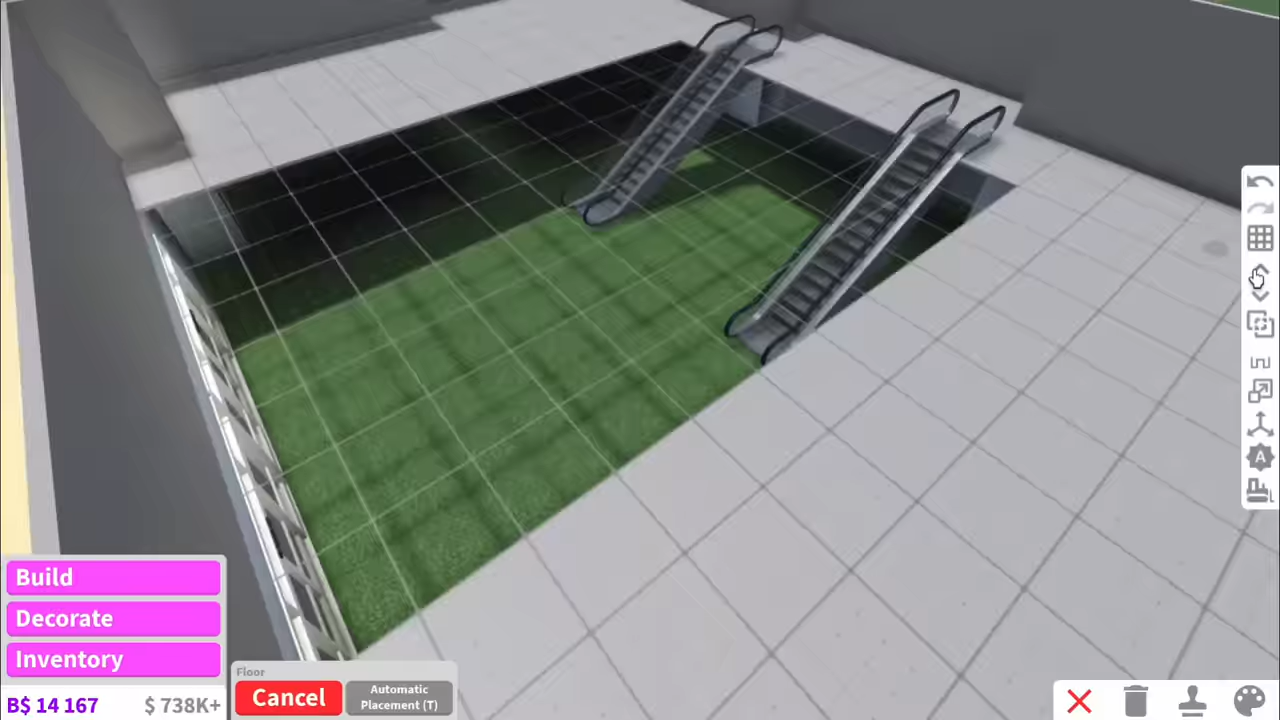 Build
Decorate
Inventory
B$ 14 167 $ 738K+
Floor
Cancel
Automatic
Placement (T)
A